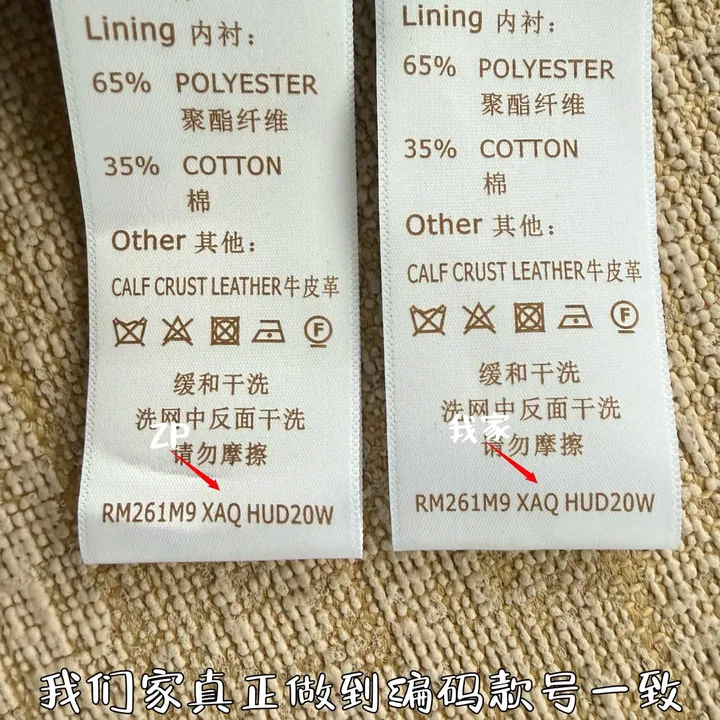 Lining 内衬：
65% POLYESTER
聚酯纤维
35% COTTON
棉
Other 其他：
CALF CRUST LEATHER牛皮革
F
缓和干洗
洗网中反面干洗
请勿摩擦
ZP
RM261M9 XAQ HUD20W
Lining 内衬：
65% POLYESTER
聚酯纤维
35% COTTON
棉
Other 其他：
CALF CRUST LEATHER牛皮革
F
缓和干洗
洗网中反面干洗
请勿摩擦
我家
RM261M9 XAQ HUD20W
我们家真正做到编码款号一致